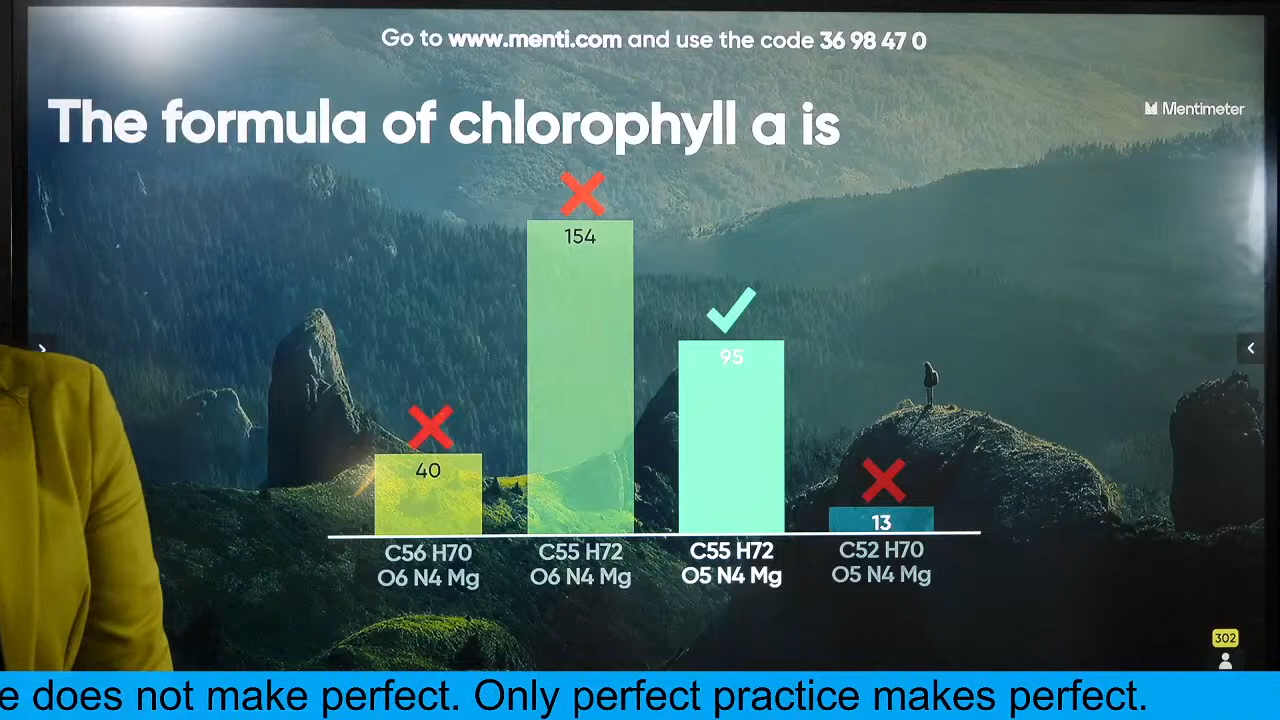 Go to www.menti.com and use the code 36 98 47 0
The formula of chlorophyll a is
Mentimeter
40
154
95
13
C56 H70
O6 N4 Mg
C55 H72
O6 N4 Mg
C55 H72
O5 N4 Mg
C52 H70
O5 N4 Mg
302
e does not make perfect. Only perfect practice makes perfect.